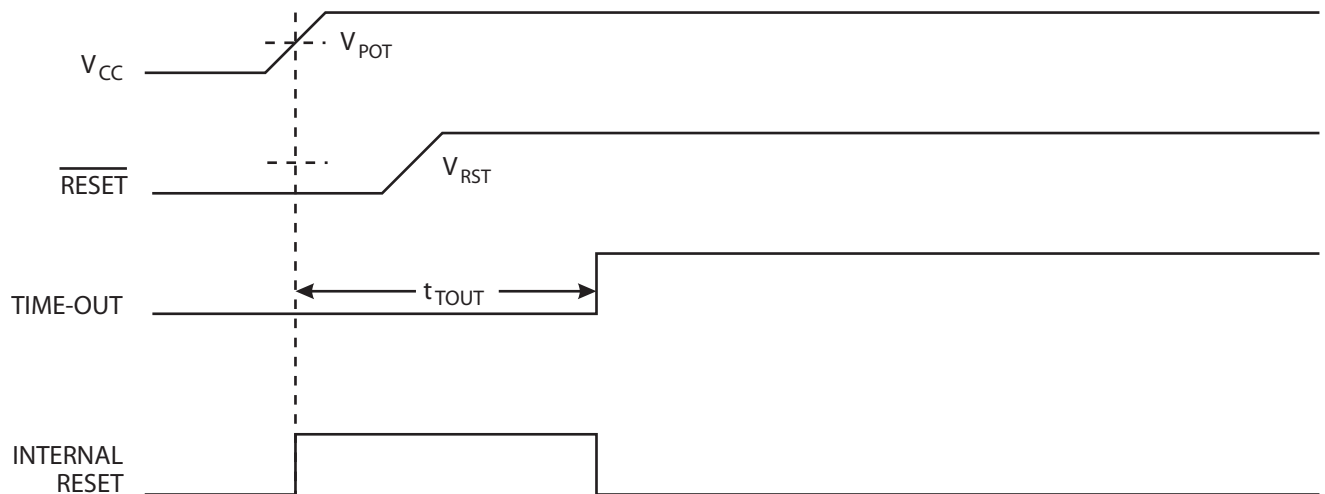 V_POT
V_CC
V_RST
RESET
t_TOUT
TIME-OUT
INTERNAL
RESET